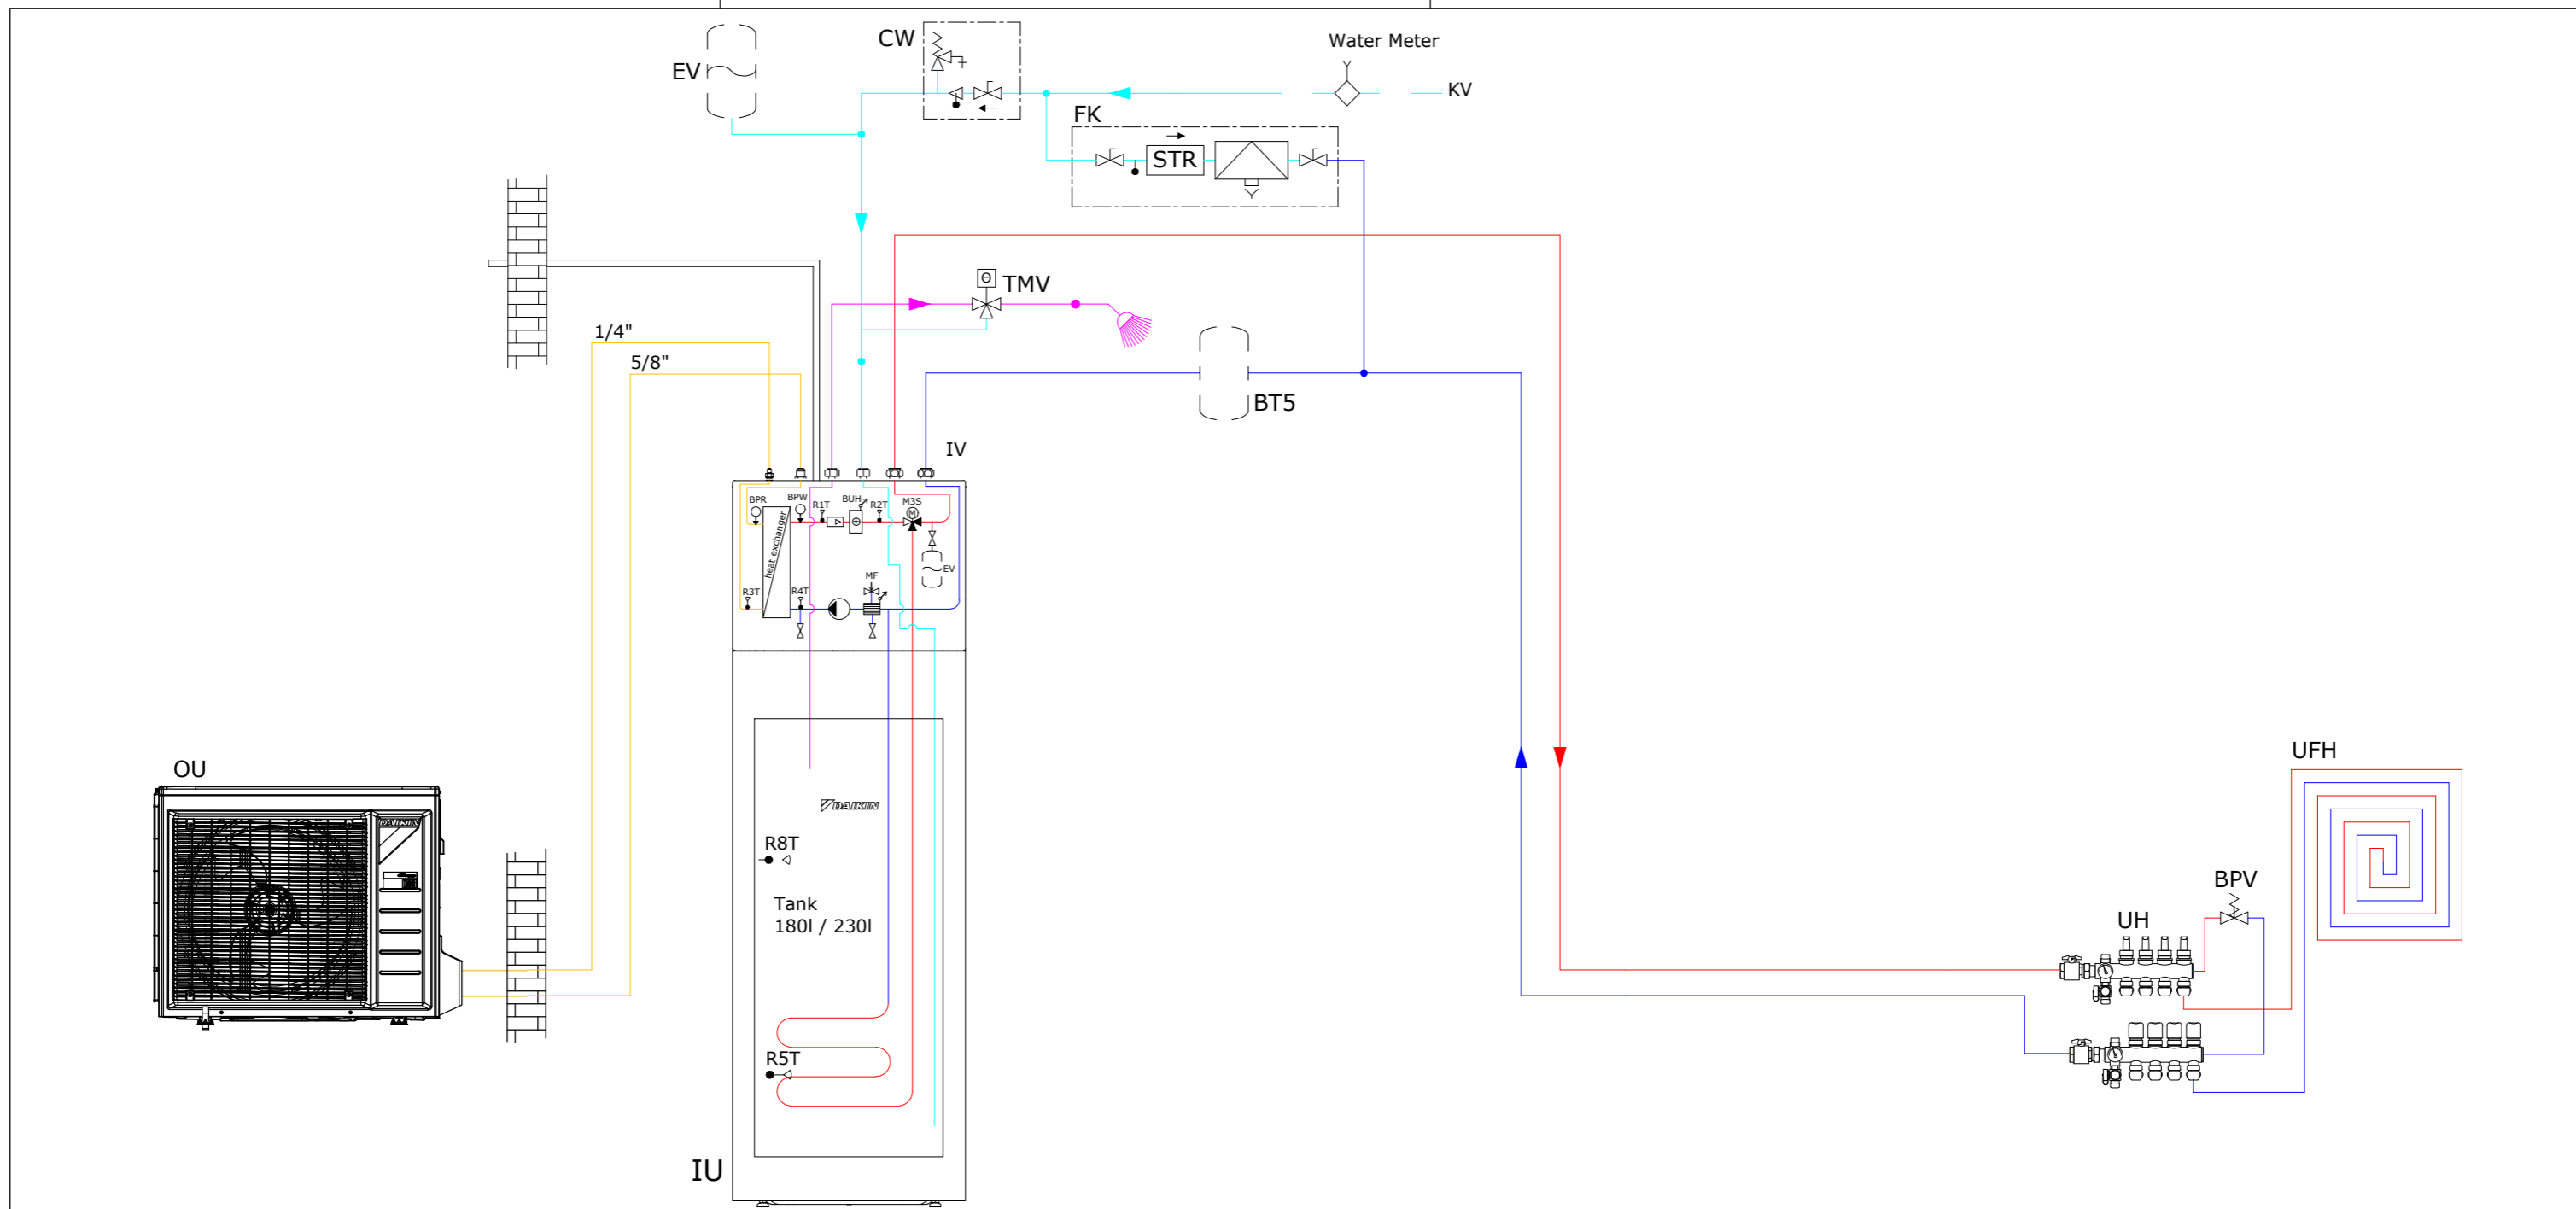 CW
Water Meter
EV
KV
FK
STR
TMV
1/4"
5/8"
BT5
IV
BPR
BPW
R1T
BUH
R2T
M3S
M
heat exchanger
EV
MF
R3T
R4T
OU
DAIKIN
UFH
DAIKIN
R8T
BPV
Tank
180l / 230l
UH
R5T
IU